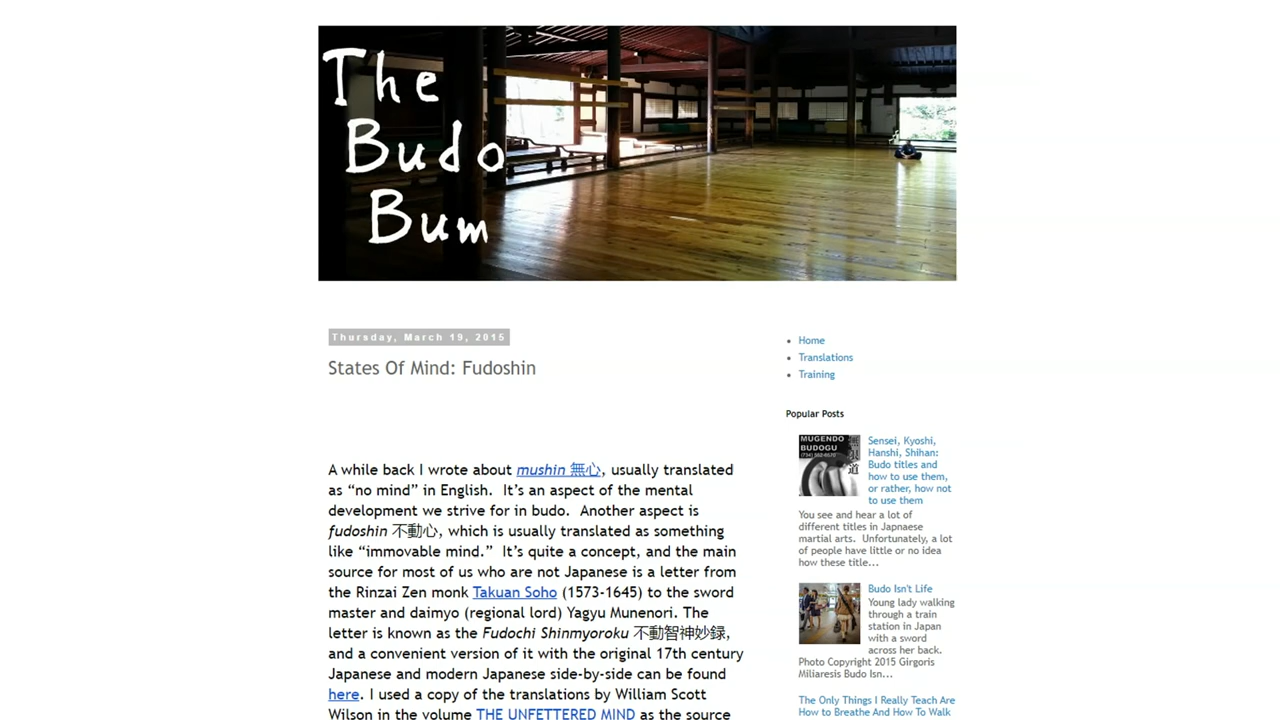 The
Budo
Bum
Thursday, March 19, 2015
States Of Mind: Fudoshin
A while back I wrote about mushin 無心, usually translated
as “no mind” in English.  It’s an aspect of the mental
development we strive for in budo.  Another aspect is
fudoshin 不動心, which is usually translated as something
like “immovable mind.”  It’s quite a concept, and the main
source for most of us who are not Japanese is a letter from
the Rinzai Zen monk Takuan Soho (1573-1645) to the sword
master and daimyo (regional lord) Yagyu Munenori. The
letter is known as the Fudochi Shinmyoroku 不動智神妙録,
and a convenient version of it with the original 17th century
Japanese and modern Japanese side-by-side can be found
here. I used a copy of the translations by William Scott
Wilson in the volume THE UNFETTERED MIND as the source
Home
Translations
Training
Popular Posts
MUGENDO
BUDOGU
Sensei, Kyoshi,
Hanshi, Shihan:
Budo titles and
how to use them,
or rather, how not
to use them
You see and hear a lot of
different titles in Japnaese
martial arts.  Unfortunately, a lot
of people have little or no idea
how these title...
Budo Isn't Life
Young lady walking
through a train
station in Japan
with a sword
across her back.
Photo Copyright 2015 Girgoris
Miliaresis Budo Isn...
The Only Things I Really Teach Are
How to Breathe And How To Walk